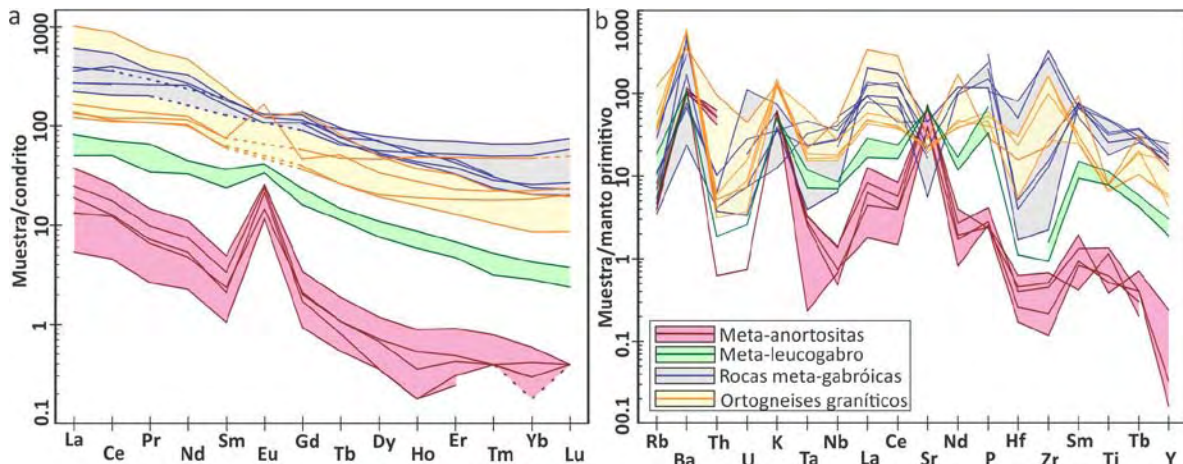 a
Muestra/condrito
1000
100
10
1
0.1
La
Ce
Pr
Nd
Sm
Eu
Gd
Tb
Dy
Ho
Er
Tm
Yb
Lu
b
Muestra/manto primitivo
1000
100
10
1
0.1
00.1
Meta-anortositas
Meta-leucogabro
Rocas meta-gabróicas
Ortogneises graníticos
Rb
Ba
Th
U
K
Ta
Nb
La
Ce
Sr
Nd
P
Hf
Zr
Sm
Ti
Tb
Y